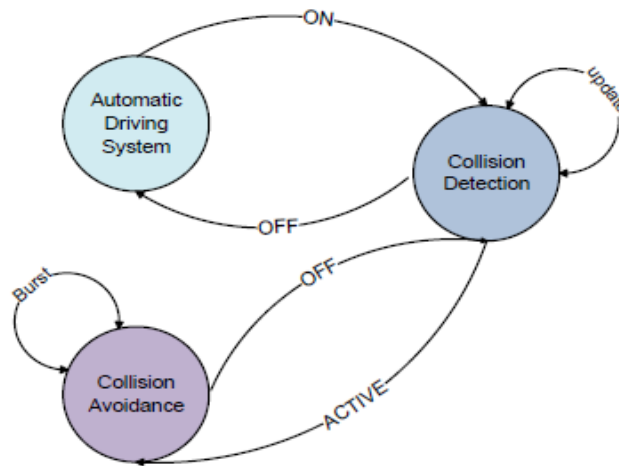 ON
Automatic
Driving
System
update
Collision
Detection
OFF
OFF
Burst
Collision
Avoidance
ACTIVE